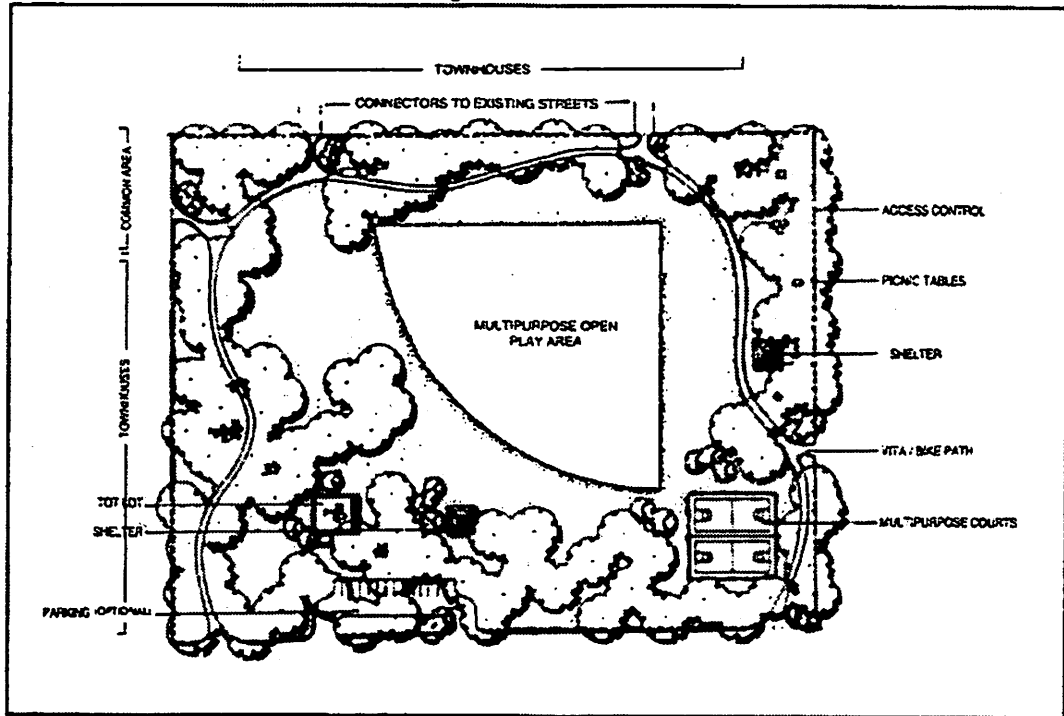 TOWNHOUSES
CONNECTORS TO EXISTING STREETS
COMMON AREA
ACCESS CONTROL
PICNIC TABLES
MULTIPURPOSE OPEN
PLAY AREA
SHELTER
TOWNHOUSES
VITA / BIKE PATH
TOT LOT
MULTIPURPOSE COURTS
SHELTER
PARKING (OPTIONAL)